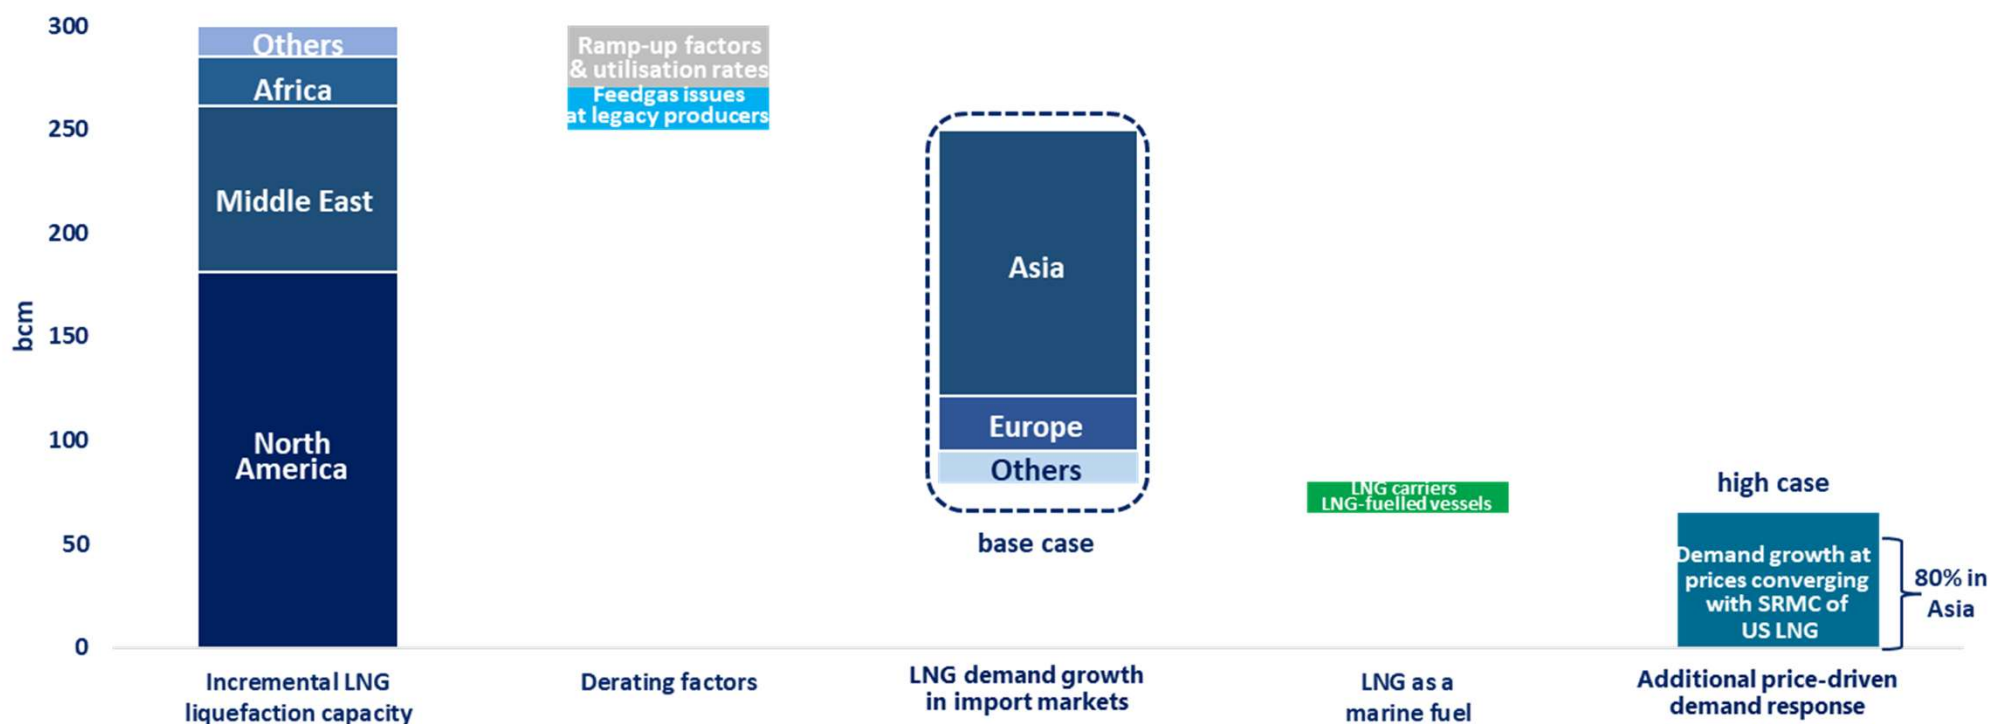 300
250
200
150
100
50
0
bcm
Others
Africa
Middle East
North
America
Incremental LNG
liquefaction capacity
Ramp-up factors
& utilisation rates
Feedgas issues
at legacy producers
Derating factors
Asia
Europe
Others
base case
LNG demand growth
in import markets
LNG carriers
LNG-fuelled vessels
LNG as a
marine fuel
high case
Demand growth at
prices converging
with SRMC of
US LNG
80% in
Asia
Additional price-driven
demand response